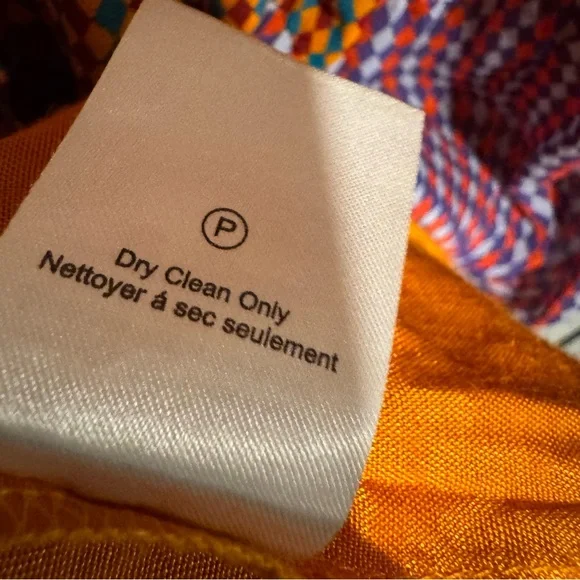 P
Dry Clean Only
Nettoyer á sec seulement